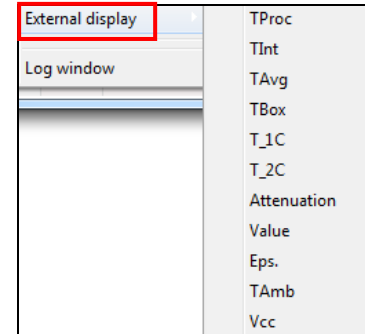 External display
Log window
TProc
TInt
TAvg
TBox
T_1C
T_2C
Attenuation
Value
Eps.
TAmb
Vcc